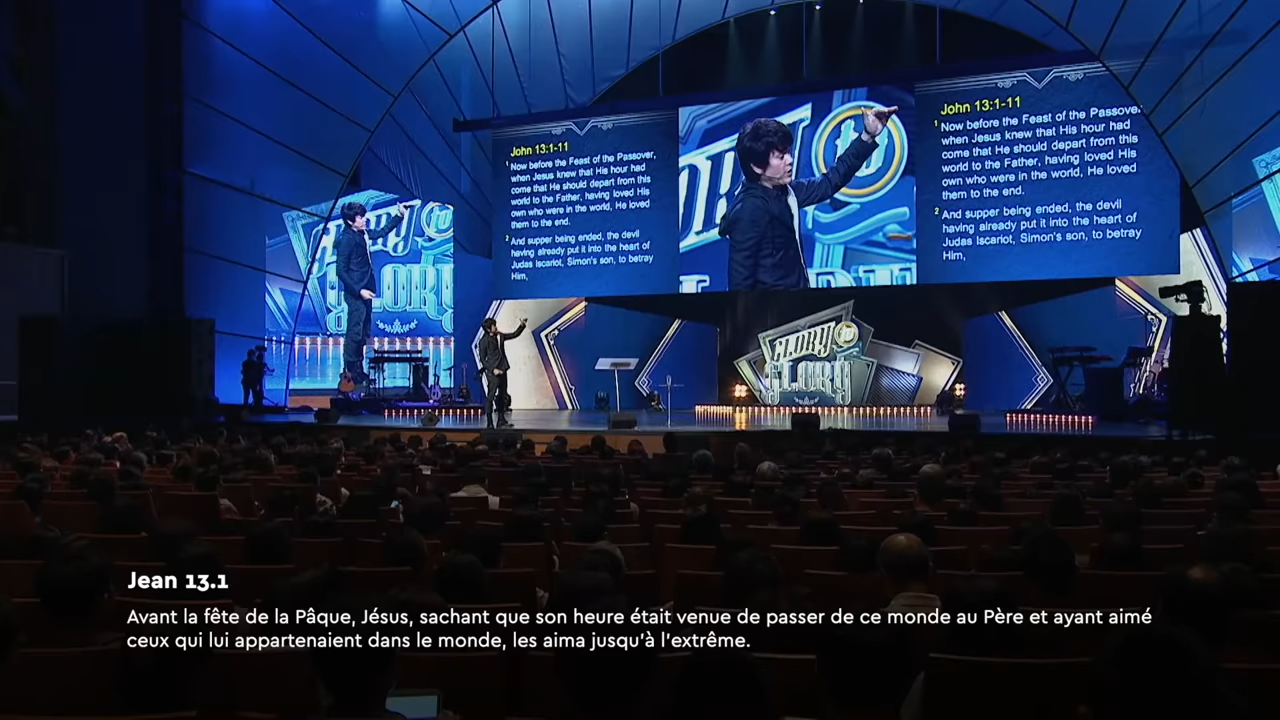 John 13:1-11
1 Now before the Feast of the Passover,
when Jesus knew that His hour had
come that He should depart from this
world to the Father, having loved His
own who were in the world, He loved
them to the end.
2 And supper being ended, the devil
having already put it into the heart of
Judas Iscariot, Simon's son, to betray
Him,
to
John 13:1-11
1 Now before the Feast of the Passover,
when Jesus knew that His hour had
come that He should depart from this
world to the Father, having loved His
own who were in the world, He loved
them to the end.
2 And supper being ended, the devil
having already put it into the heart of
Judas Iscariot, Simon's son, to betray
Him,
GLORY
GLORY to
GLORY
Jean 13.1
Avant la fête de la Pâque, Jésus, sachant que son heure était venue de passer de ce monde au Père et ayant aimé
ceux qui lui appartenaient dans le monde, les aima jusqu'à l'extrême.